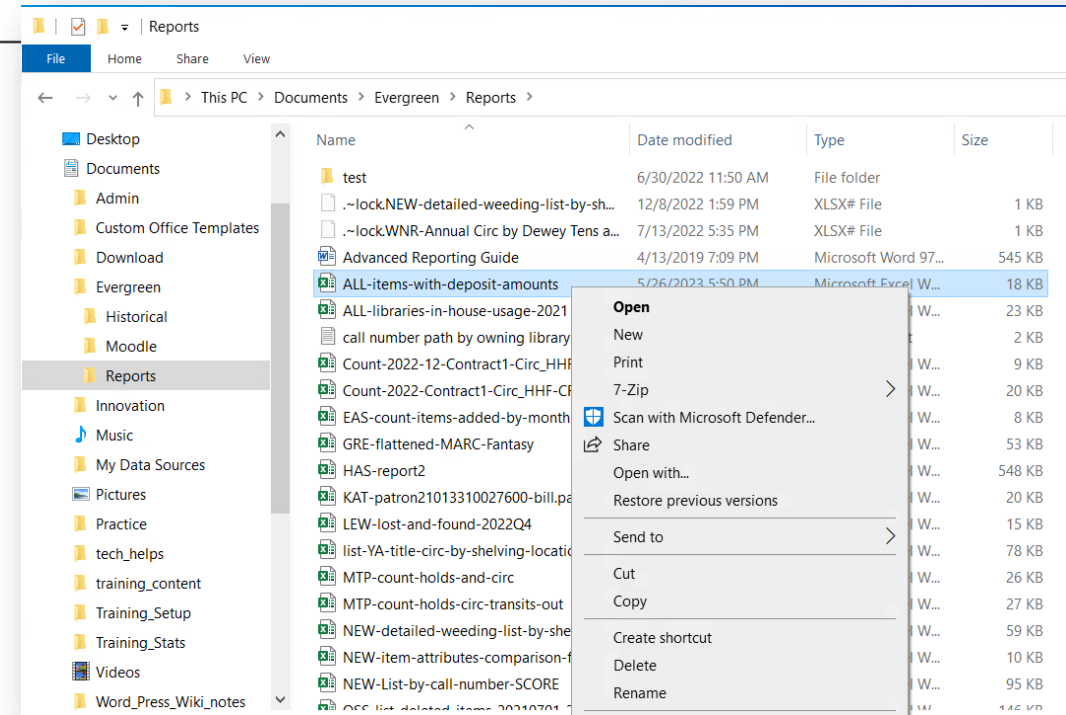 Reports
File Home Share View
This PC > Documents > Evergreen > Reports >
Desktop
Documents
Admin
Custom Office Templates
Download
Evergreen
Historical
Moodle
Reports
Innovation
Music
My Data Sources
Pictures
Practice
tech_helps
training_content
Training_Setup
Training_Stats
Videos
Word_Press_Wiki_notes
Name Date modified Type Size
test 6/30/2022 11:50 AM File folder
.~lock.NEW-detailed-weeding-list-by-sh... 12/8/2022 1:59 PM XLSX# File 1 KB
.~lock.WNR-Annual Circ by Dewey Tens a... 7/13/2022 5:35 PM XLSX# File 1 KB
Advanced Reporting Guide 4/13/2019 7:09 PM Microsoft Word 97... 545 KB
ALL-items-with-deposit-amounts 5/26/2023 5:50 PM Microsoft Excel W... 18 KB
ALL-libraries-in-house-usage-2021 W... 23 KB
call number path by owning library 2 KB
Count-2022-12-Contract1-Circ_HHF W... 9 KB
Count-2022-Contract1-Circ_HHF-CF W... 20 KB
EAS-count-items-added-by-month W... 8 KB
GRE-flattened-MARC-Fantasy W... 53 KB
HAS-report2 W... 548 KB
KAT-patron21013310027600-bill.pa W... 20 KB
LEW-lost-and-found-2022Q4 W... 15 KB
list-YA-title-circ-by-shelving-locatio W... 78 KB
MTP-count-holds-and-circ W... 26 KB
MTP-count-holds-circ-transits-out W... 27 KB
NEW-detailed-weeding-list-by-she W... 59 KB
NEW-item-attributes-comparison-f W... 10 KB
NEW-List-by-call-number-SCORE W... 95 KB
Open
New
Print
7-Zip
Scan with Microsoft Defender...
Share
Open with...
Restore previous versions
Send to
Cut
Copy
Create shortcut
Delete
Rename